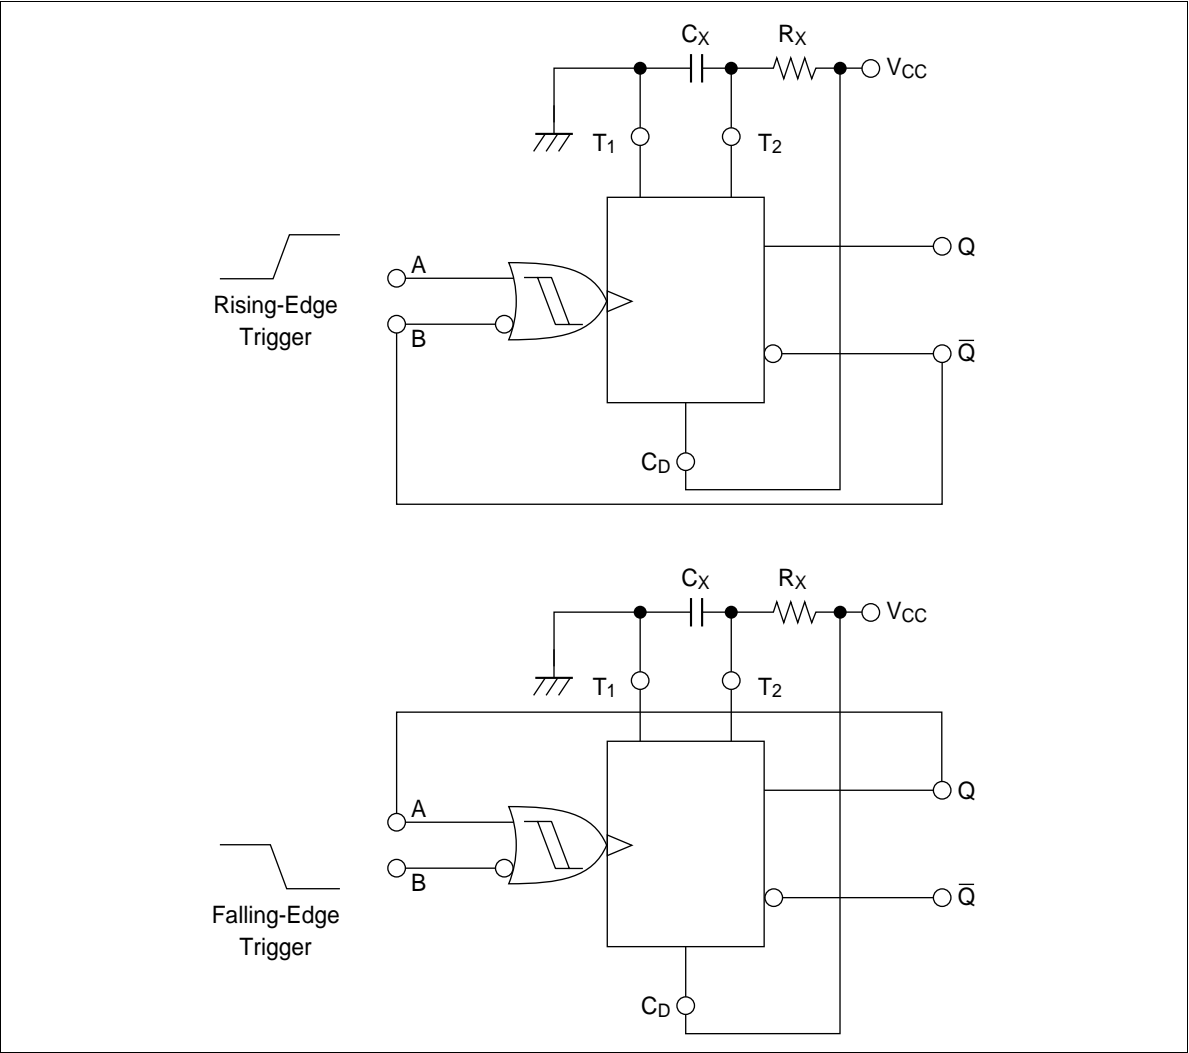 CX
RX
VCC
T1
T2
A
B
Rising-Edge
Trigger
Q
Q̅
CD
CX
RX
VCC
T1
T2
A
B
Falling-Edge
Trigger
Q
Q̅
CD